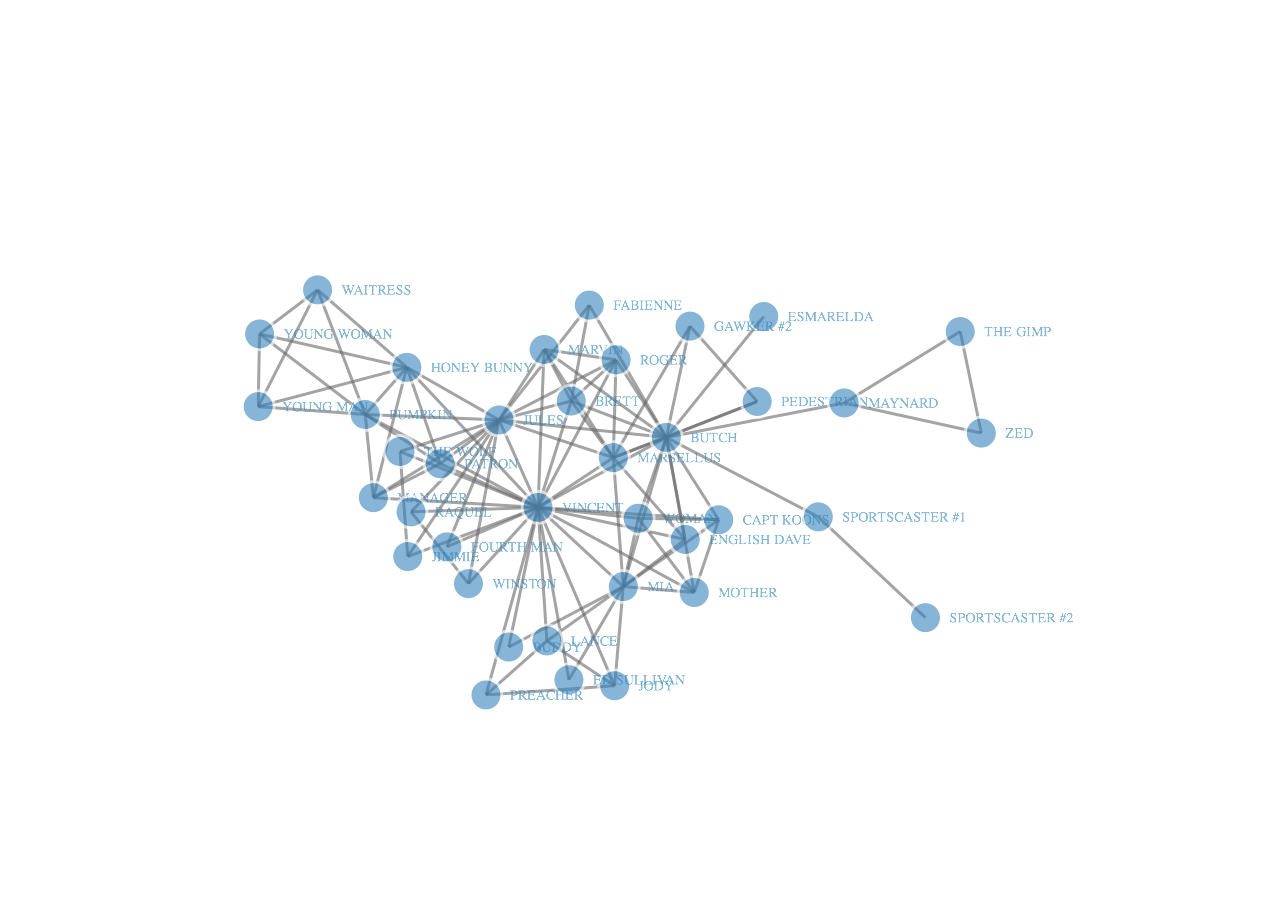 WAITRESS
FABIENNE
ESMARELDA
GAWKER #2
THE GIMP
YOUNG WOMAN
MARVIN
ROGER
HONEY BUNNY
BRETT
PEDESTRIAN
MAYNARD
YOUNG MAN
PUMPKIN
JULES
ZED
BUTCH
THE WOLF
MARSELLUS
PATRON
MANAGER
VINCENT
RAQUEL
WOMAN
CAPT KOONS
SPORTSCASTER #1
ENGLISH DAVE
FOURTH MAN
JIMMIE
WINSTON
MIA
MOTHER
SPORTSCASTER #2
LANCE
BUDDY
ED SULLIVAN
JODY
PREACHER